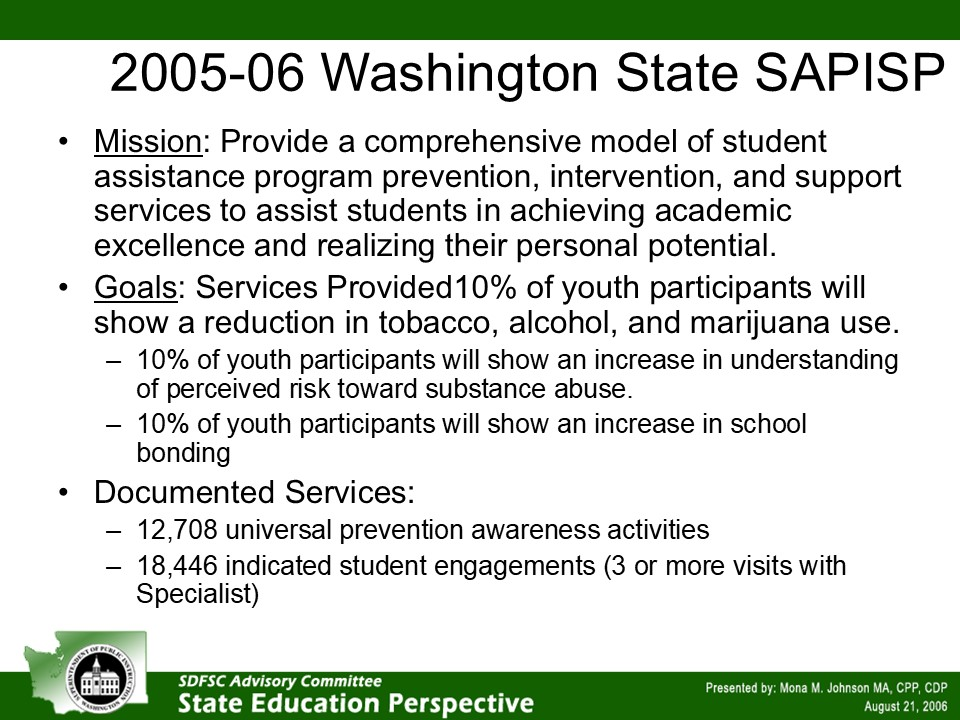 2005-06 Washington State SAPISP
• Mission: Provide a comprehensive model of student
assistance program prevention, intervention, and support
services to assist students in achieving academic
excellence and realizing their personal potential.
• Goals: Services Provided10% of youth participants will
show a reduction in tobacco, alcohol, and marijuana use.
– 10% of youth participants will show an increase in understanding
of perceived risk toward substance abuse.
– 10% of youth participants will show an increase in school
bonding
• Documented Services:
– 12,708 universal prevention awareness activities
– 18,446 indicated student engagements (3 or more visits with
Specialist)
SUPERINTENDENT OF PUBLIC INSTRUCTION
WASHINGTON
SDFSC Advisory Committee
State Education Perspective
Presented by: Mona M. Johnson MA, CPP, CDP
August 21, 2006